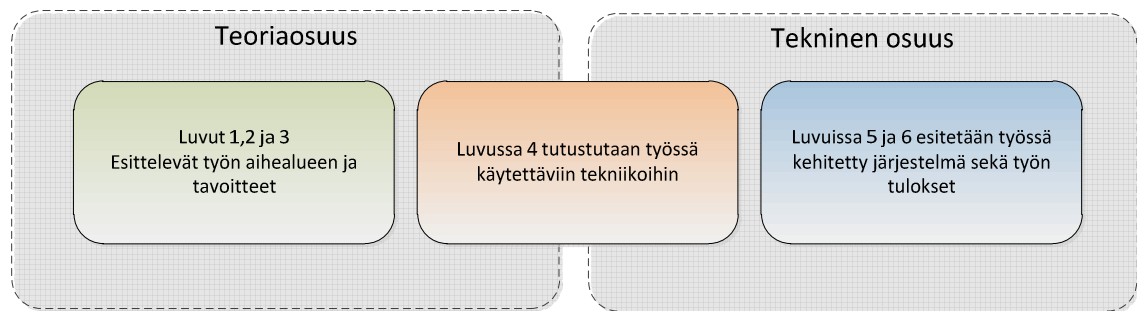 Teoriaosuus
Luvut 1,2 ja 3
Esittelevät työn aihealueen ja
tavoitteet
Luvussa 4 tutustutaan työssä
käytettäviin tekniikoihin
Tekninen osuus
Luvuissa 5 ja 6 esitetään työssä
kehitetty järjestelmä sekä työn
tulokset